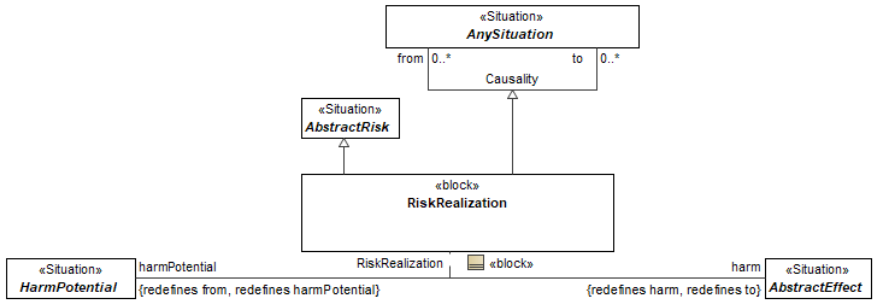 «Situation»
AnySituation
from 0..* to 0..*
Causality
«Situation»
AbstractRisk
«block»
RiskRealization
«Situation»
HarmPotential
harmPotential
RiskRealization «block»
harm
{redefines from, redefines harmPotential}
{redefines harm, redefines to}
«Situation»
AbstractEffect